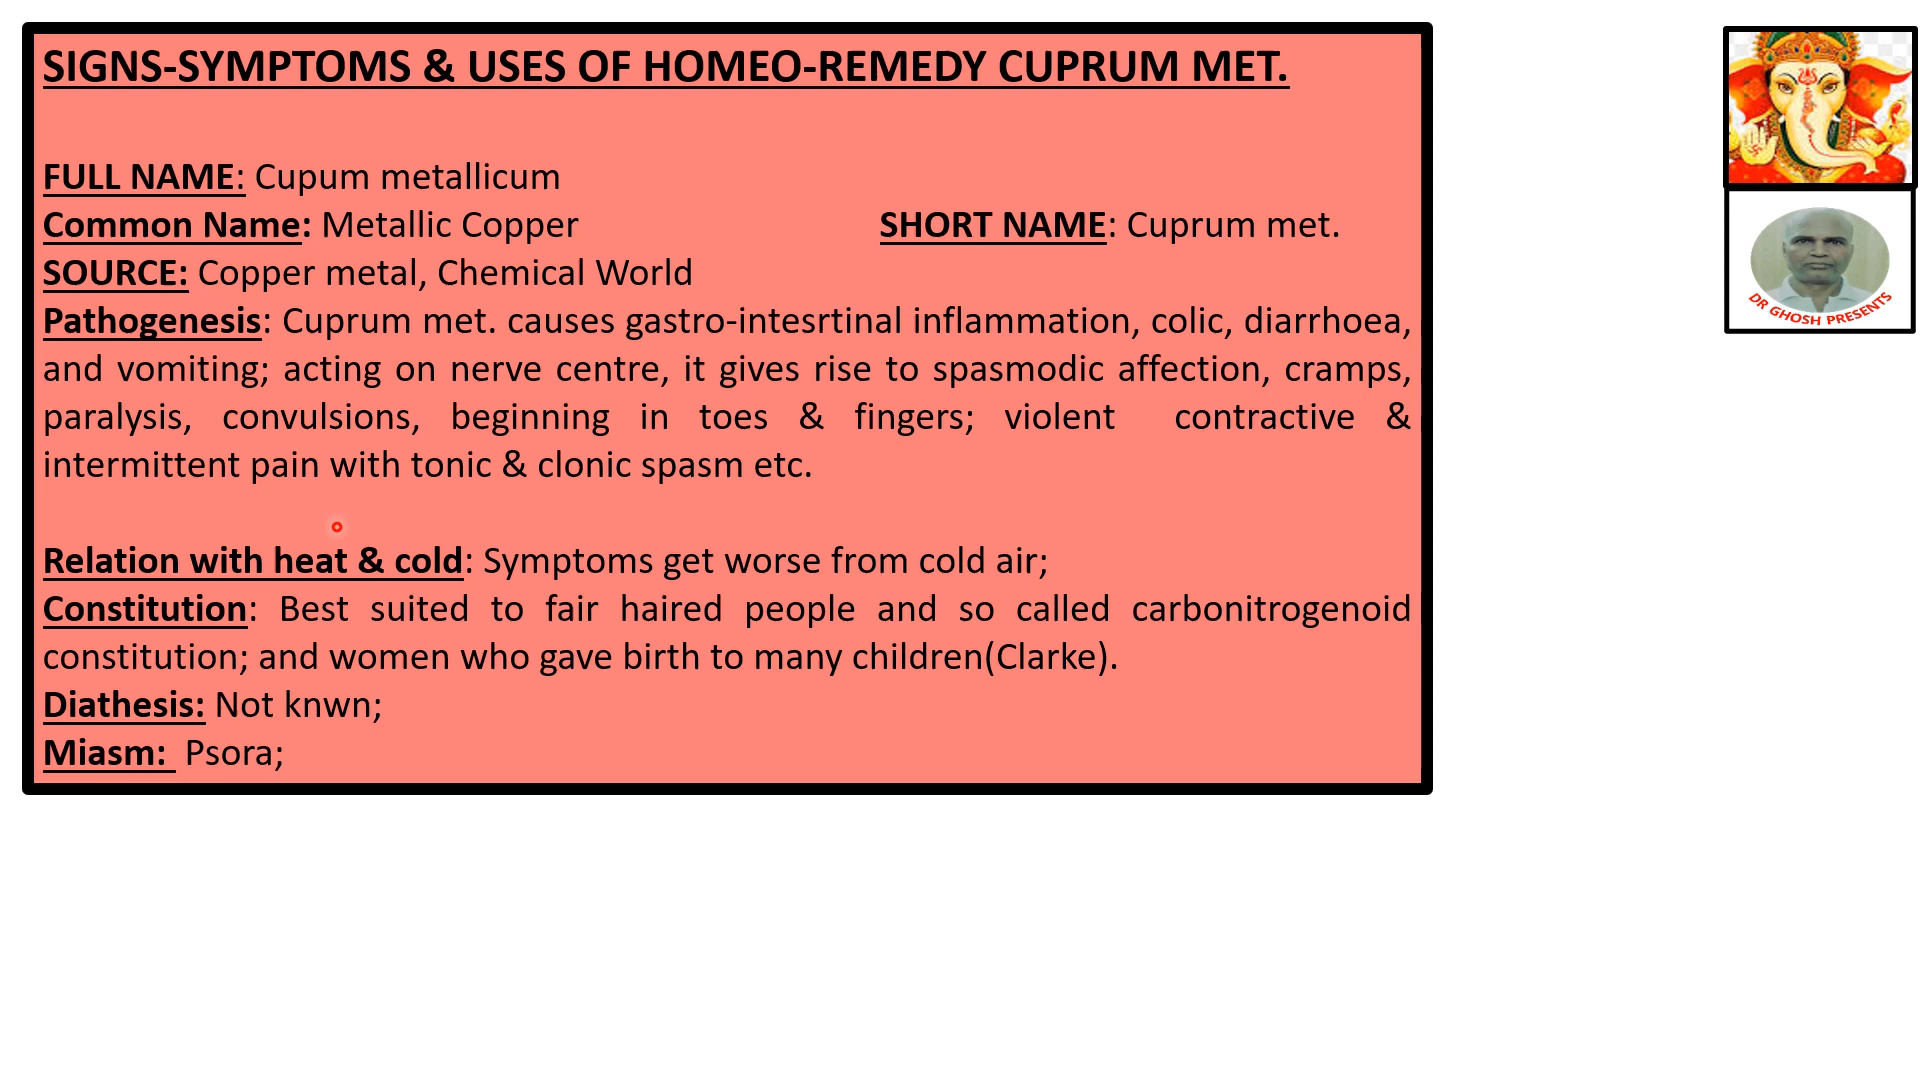 SIGNS-SYMPTOMS & USES OF HOMEO-REMEDY CUPRUM MET.
FULL NAME: Cupum metallicum
Common Name: Metallic Copper SHORT NAME: Cuprum met.
SOURCE: Copper metal, Chemical World
Pathogenesis: Cuprum met. causes gastro-intesrtinal inflammation, colic, diarrhoea,
and vomiting; acting on nerve centre, it gives rise to spasmodic affection, cramps,
paralysis, convulsions, beginning in toes & fingers; violent contractive &
intermittent pain with tonic & clonic spasm etc.
Relation with heat & cold: Symptoms get worse from cold air;
Constitution: Best suited to fair haired people and so called carbonitrogenoid
constitution; and women who gave birth to many children(Clarke).
Diathesis: Not knwn;
Miasm: Psora;
DR GHOSH PRESENTS